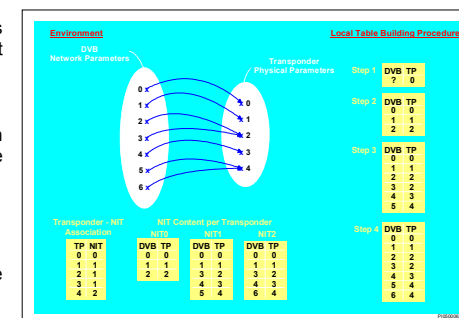 Environment
DVB
Network Parameters
Transponder
Physical Parameters
0 x
1 x
2 x
3 x
4 x
5 x
6 x
x 0
x 1
x 2
x 3
x 4
Transponder - NIT
Association
TP NIT
0 0
1 1
2 1
3 1
4 2
NIT Content per Transponder
NIT0
DVB TP
0 0
1 1
2 2
NIT1
DVB TP
0 0
1 1
3 2
4 3
5 4
NIT2
DVB TP
0 0
1 1
3 2
4 3
6 4
Local Table Building Procedure
Step 1
DVB TP
? 0
Step 2
DVB TP
0 0
1 1
2 2
Step 3
DVB TP
0 0
1 1
2 2
3 2
4 3
5 4
Step 4
DVB TP
0 0
1 1
2 2
3 2
4 3
5 4
6 4